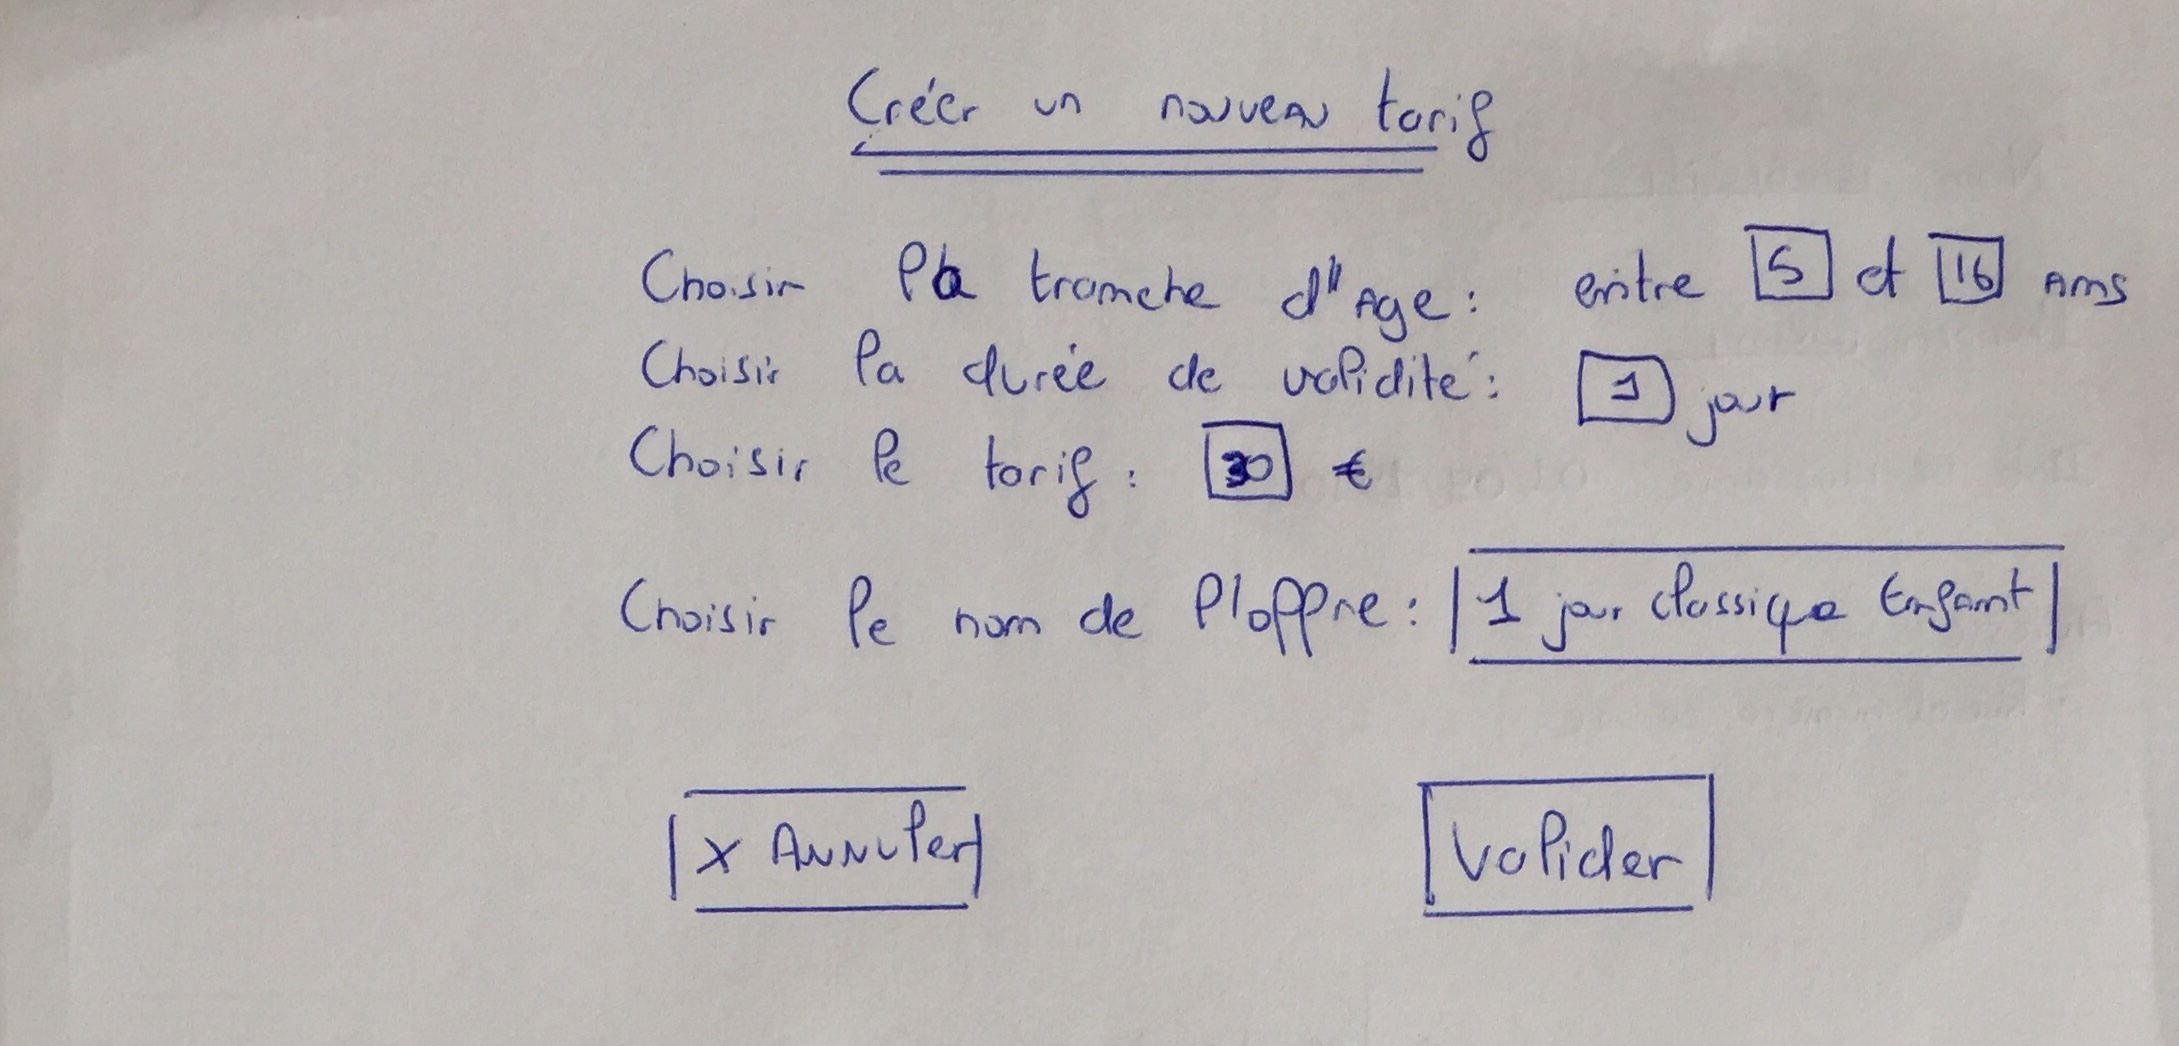 Créer un nouveau tarif
Choisir la tranche d'Age : entre 5 et 16 Ans
Choisir la durée de validité : 1 jour
Choisir le tarif : 30 €
Choisir le nom de l'offre : 1 jour classique Enfant
X Annuler
Valider